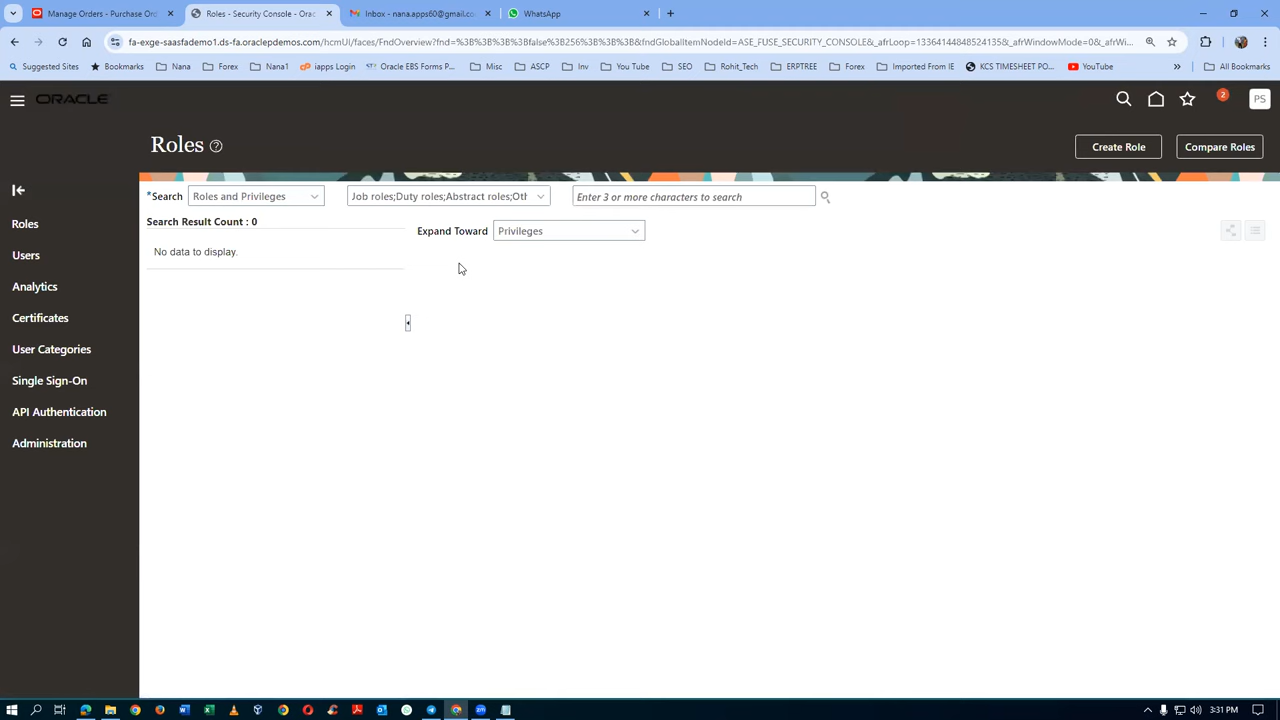 Manage Orders - Purchase Ord
Roles - Security Console - Orac
Inbox - nana.apps60@gmail.co
WhatsApp
fa-exge-saasfademo1.ds-fa.oraclepdemos.com/hcmUI/faces/FndOverview?fnd=%3B%3B%3B%3Bfalse%3B256%3B%3B%3B&fndGlobalItemNodeId=ASE_FUSE_SECURITY_CONSOLE&_afrLoop=13364144848524135&_afrWindowMode=0&_afrWi...
Suggested Sites
Bookmarks
Nana
Forex
Nana1
iapps Login
Oracle EBS Forms P...
Misc
ASCP
Inv
You Tube
SEO
Rohit_Tech
ERPTREE
Forex
Imported From IE
KCS TIMESHEET PO...
YouTube
All Bookmarks
ORACLE
2
PS
Roles
Create Role
Compare Roles
*Search
Roles and Privileges
Job roles;Duty roles;Abstract roles;Oth
Enter 3 or more characters to search
Search Result Count : 0
Expand Toward
Privileges
No data to display.
Roles
Users
Analytics
Certificates
User Categories
Single Sign-On
API Authentication
Administration
3:31 PM